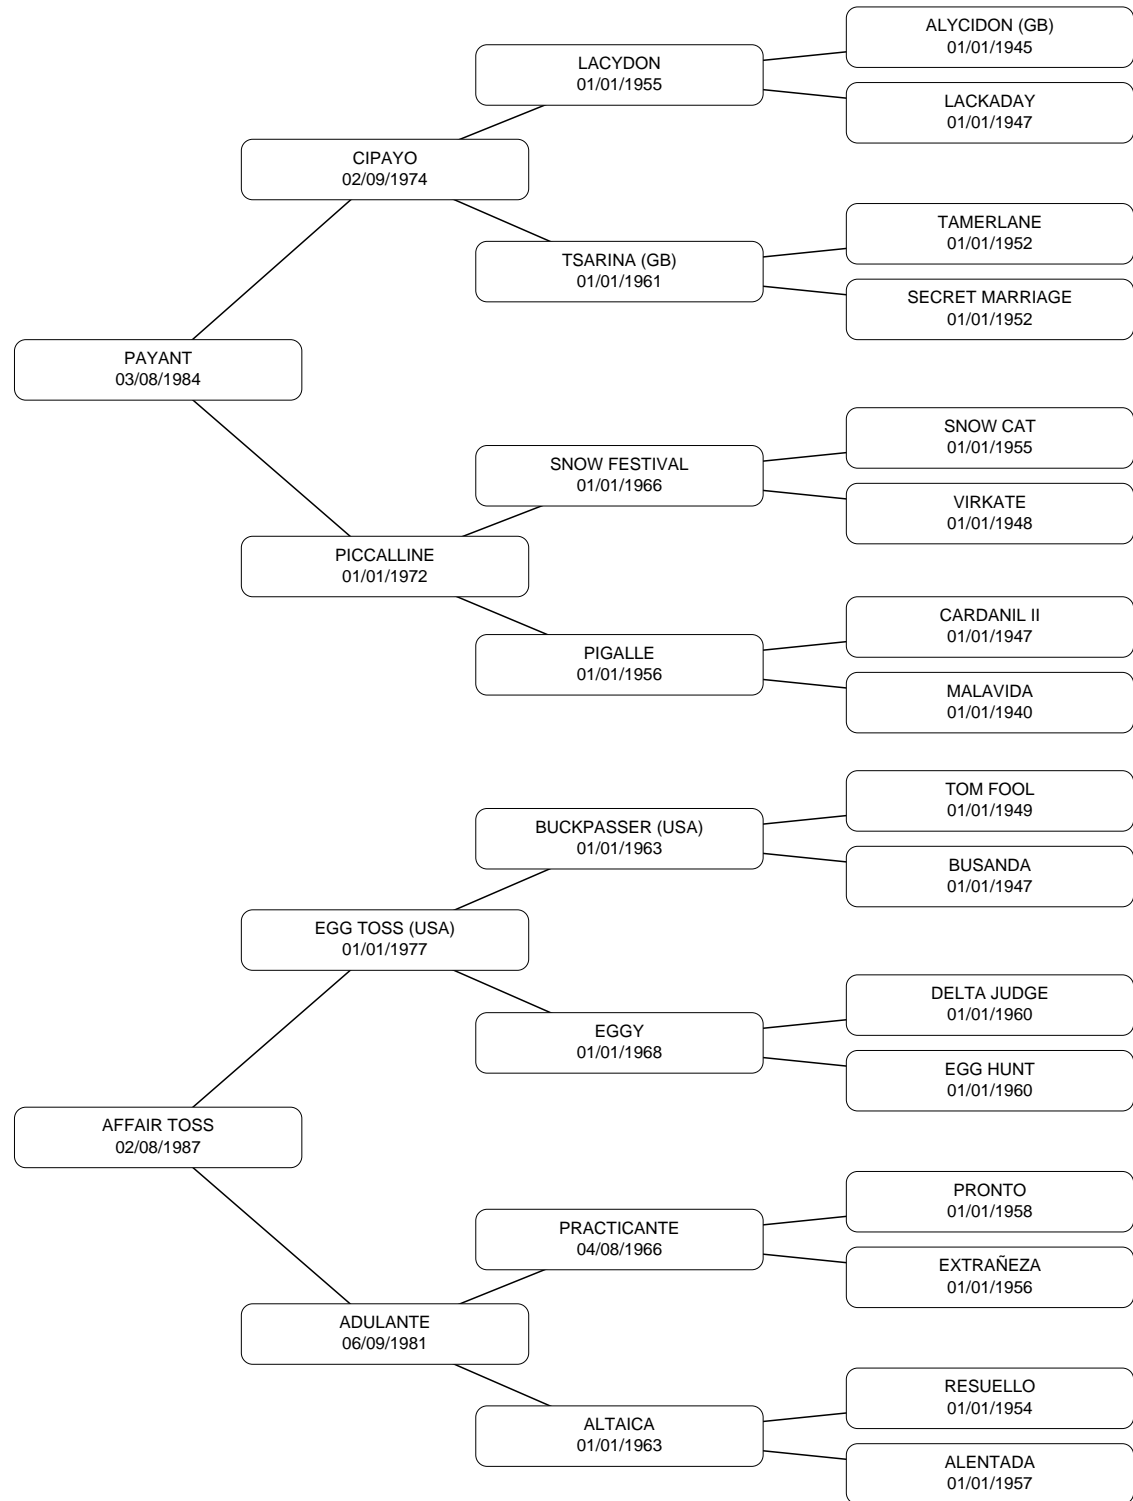 ALYCIDON (GB)
01/01/1945
LACYDON
01/01/1955
LACKADAY
01/01/1947
CIPAYO
02/09/1974
TAMERLANE
01/01/1952
TSARINA (GB)
01/01/1961
SECRET MARRIAGE
01/01/1952
PAYANT
03/08/1984
SNOW CAT
01/01/1955
SNOW FESTIVAL
01/01/1966
VIRKATE
01/01/1948
PICCALLINE
01/01/1972
CARDANIL II
01/01/1947
PIGALLE
01/01/1956
MALAVIDA
01/01/1940
TOM FOOL
01/01/1949
BUCKPASSER (USA)
01/01/1963
BUSANDA
01/01/1947
EGG TOSS (USA)
01/01/1977
DELTA JUDGE
01/01/1960
EGGY
01/01/1968
EGG HUNT
01/01/1960
AFFAIR TOSS
02/08/1987
PRONTO
01/01/1958
PRACTICANTE
04/08/1966
EXTRAÑEZA
01/01/1956
ADULANTE
06/09/1981
RESUELLO
01/01/1954
ALTAICA
01/01/1963
ALENTADA
01/01/1957